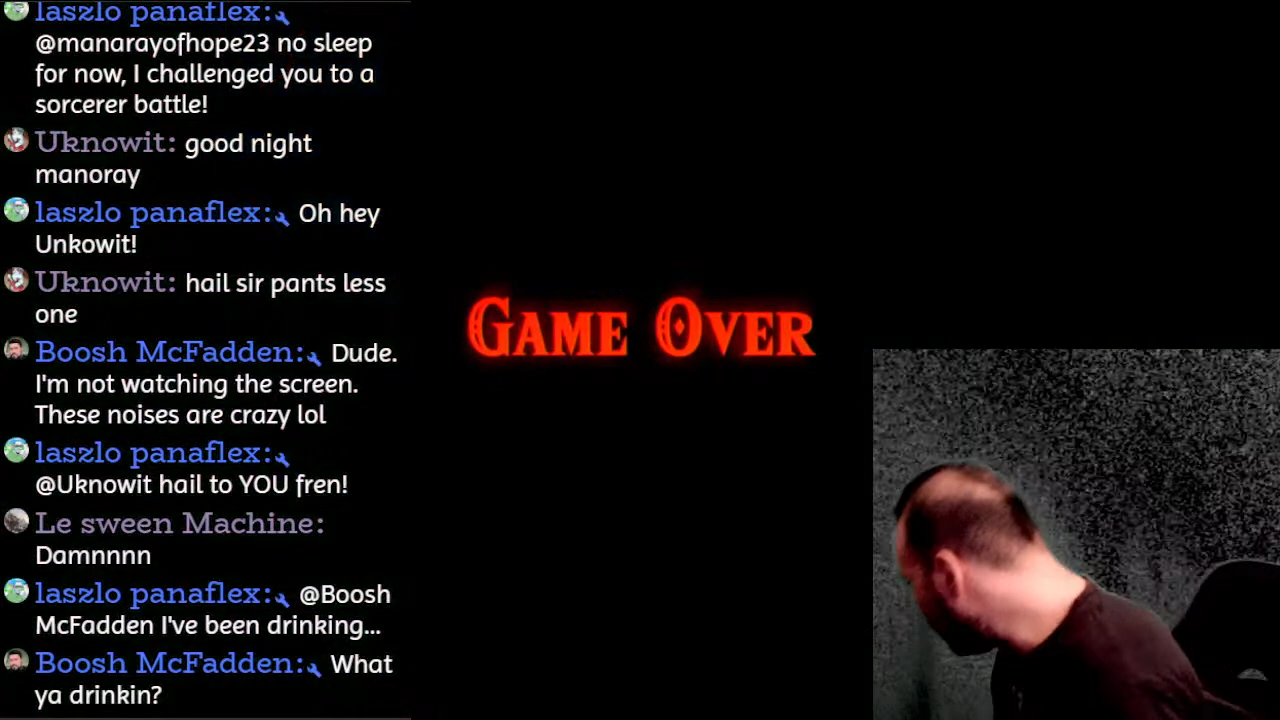 laszlo panaflex:
@manarayofhope23 no sleep
for now, I challenged you to a
sorcerer battle!
Uknowit: good night
manoray
laszlo panaflex: Oh hey
Unkowit!
Uknowit: hail sir pants less
one
Boosh McFadden: Dude.
I'm not watching the screen.
These noises are crazy lol
laszlo panaflex:
@Uknowit hail to YOU fren!
Le sween Machine:
Damnnnn
laszlo panaflex: @Boosh
McFadden I've been drinking...
Boosh McFadden: What
ya drinkin?
Game Over